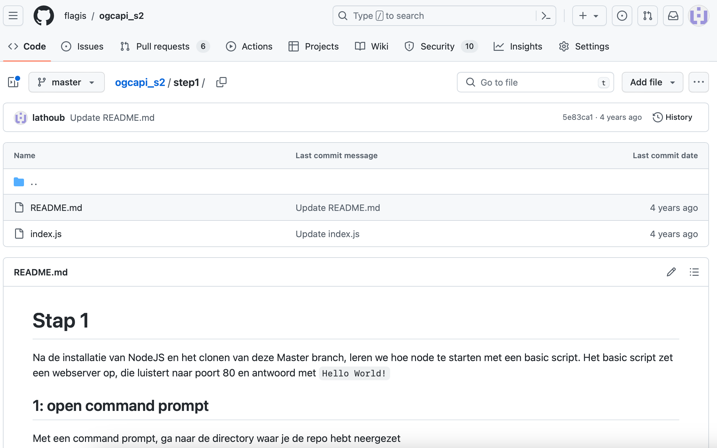 flagis / ogcapi_s2
Type / to search
Code Issues Pull requests 6 Actions Projects Wiki Security 10 Insights Settings
master ogcapi_s2 / step1 / Go to file t Add file
lathoub Update README.md 5e83ca1 · 4 years ago History
Name Last commit message Last commit date
..
README.md Update README.md 4 years ago
index.js Update index.js 4 years ago
README.md
Stap 1
Na de installatie van NodeJS en het clonen van deze Master branch, leren we hoe node te starten met een basic script. Het basic script zet
een webserver op, die luistert naar poort 80 en antwoord met Hello World!
1: open command prompt
Met een command prompt, ga naar de directory waar je de repo hebt neergezet